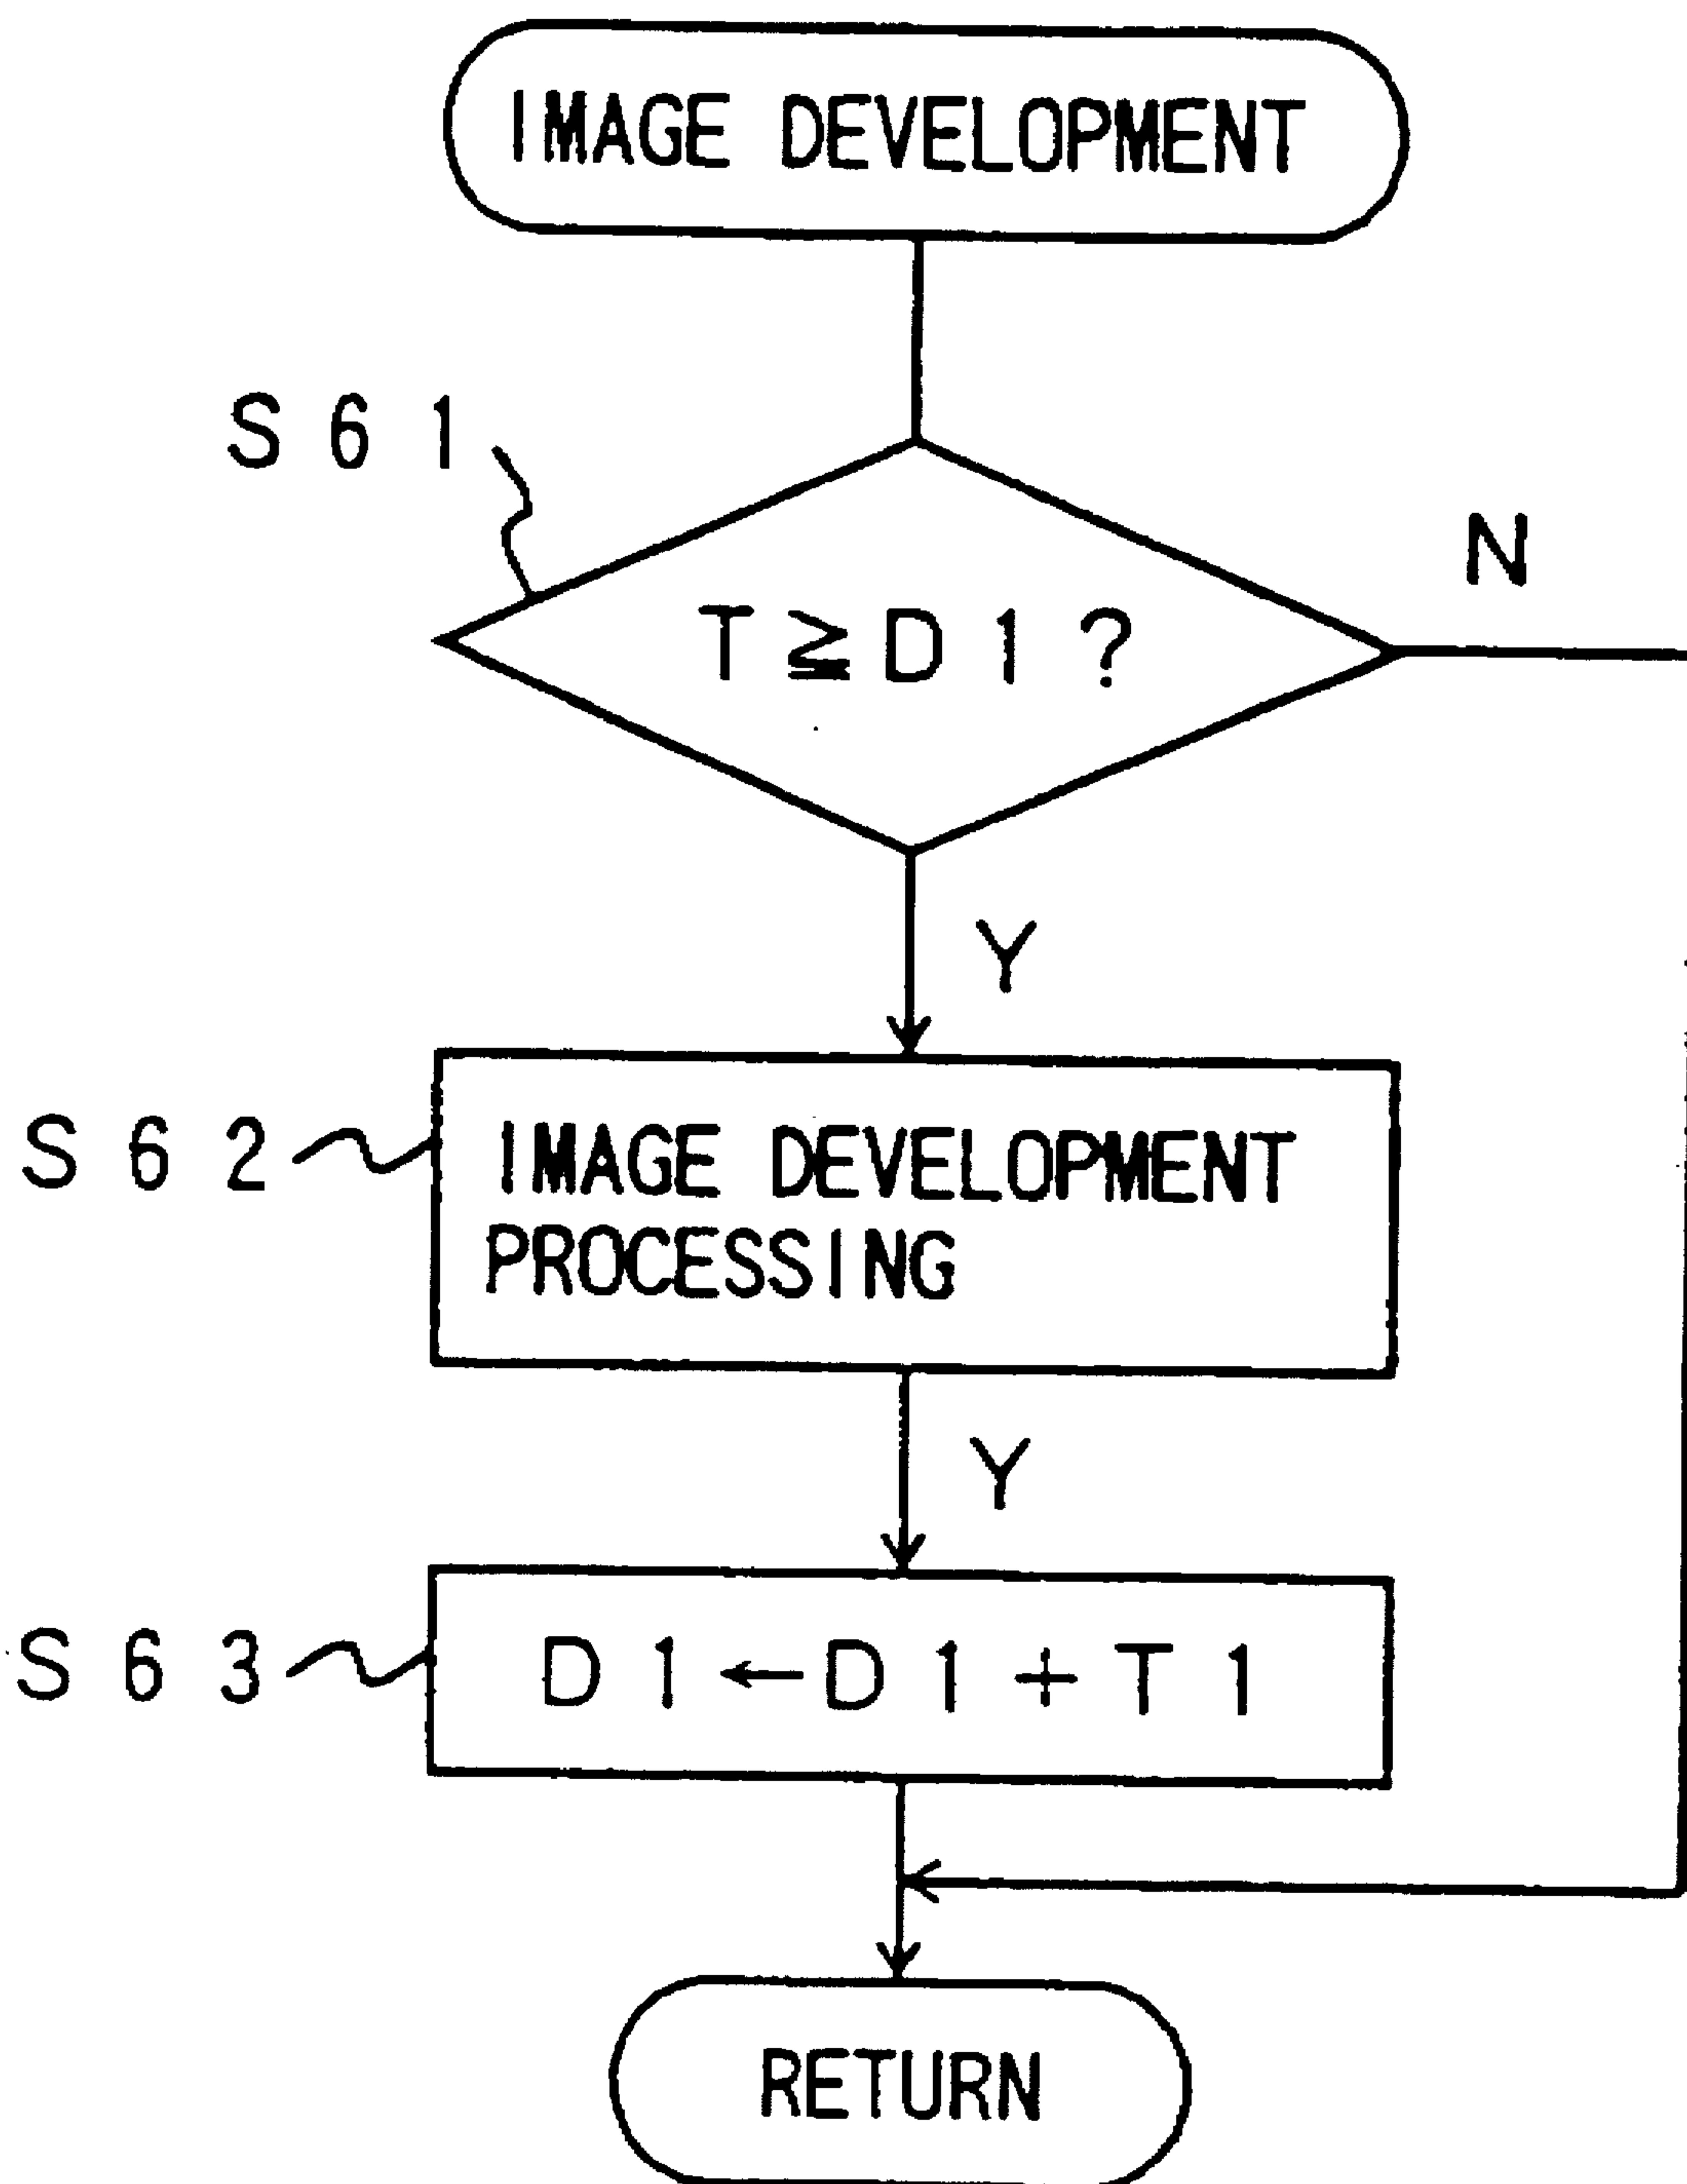 IMAGE DEVELOPMENT
S61
T≧D1?
N
Y
S62
IMAGE DEVELOPMENT
PROCESSING
Y
S63
D1←D1+T1
RETURN